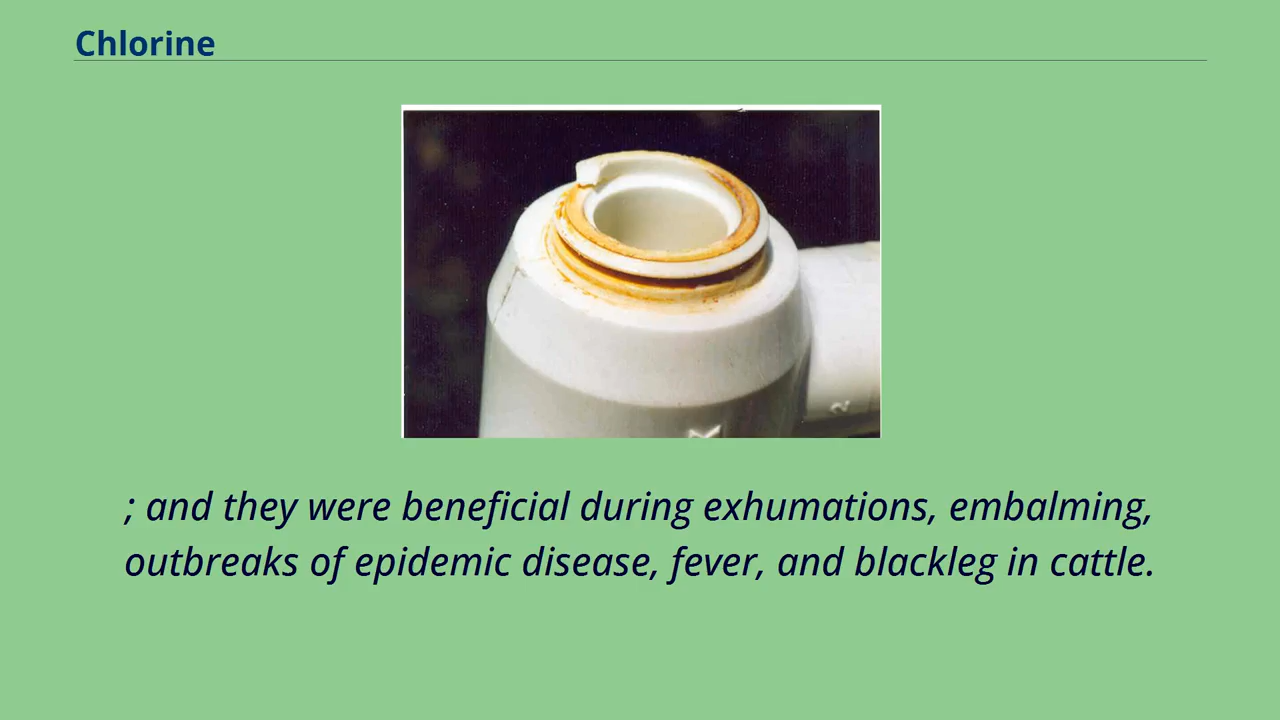 Chlorine
; and they were beneficial during exhumations, embalming,
outbreaks of epidemic disease, fever, and blackleg in cattle.